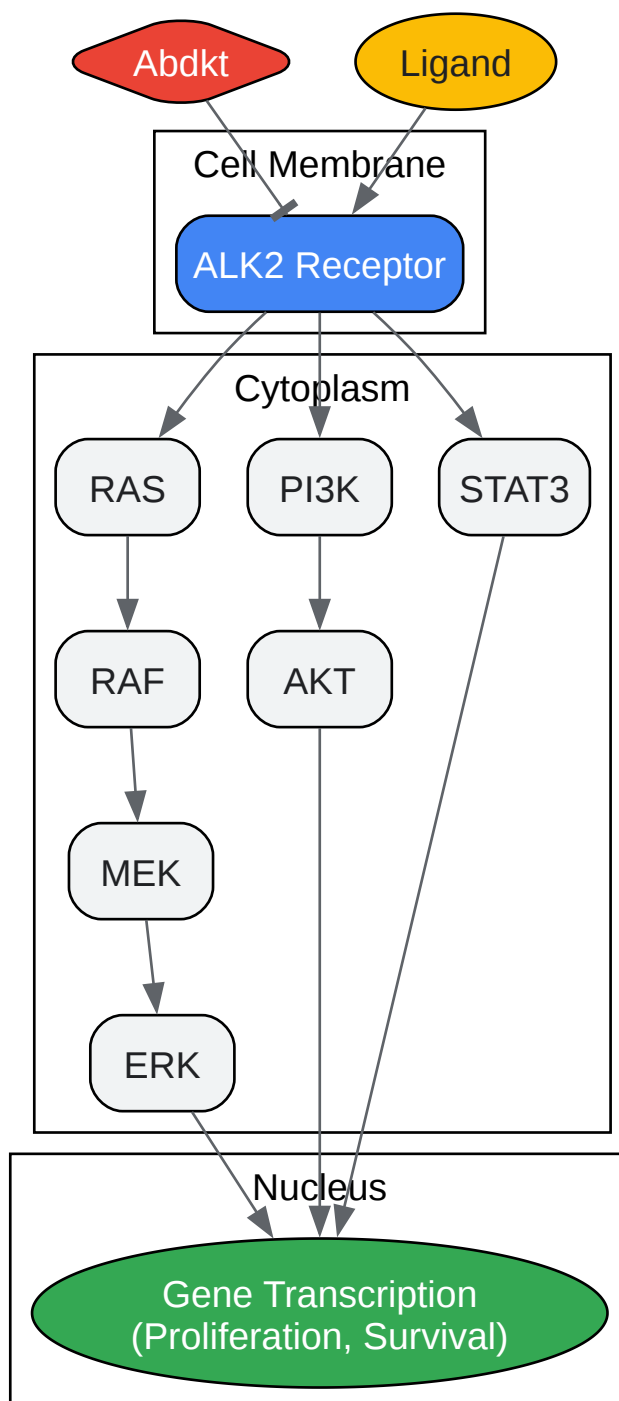 Abdkt
Ligand
Cell Membrane
ALK2 Receptor
Cytoplasm
RAS
PI3K
STAT3
RAF
AKT
MEK
ERK
Nucleus
Gene Transcription
(Proliferation, Survival)